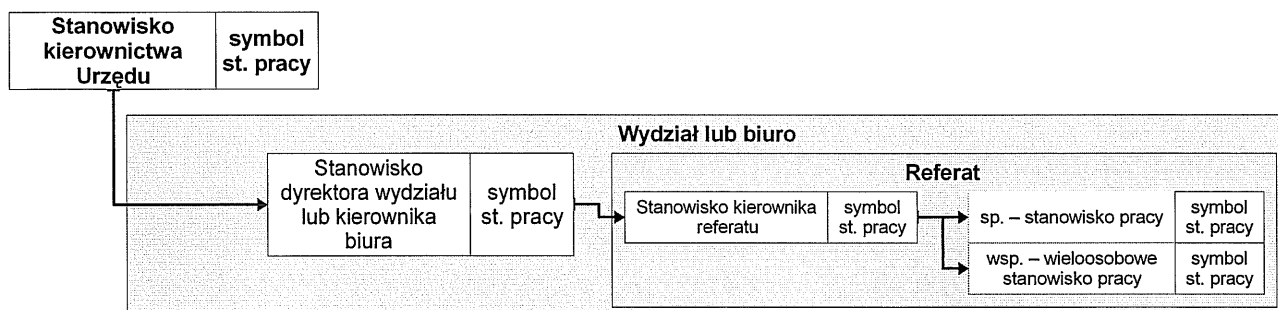 Stanowisko
kierownictwa
Urzędu
symbol
st. pracy
Wydział lub biuro
Stanowisko
dyrektora wydziału
lub kierownika
biura
symbol
st. pracy
Referat
Stanowisko kierownika
referatu
symbol
st. pracy
sp. – stanowisko pracy
symbol
st. pracy
wsp. – wieloosobowe
stanowisko pracy
symbol
st. pracy